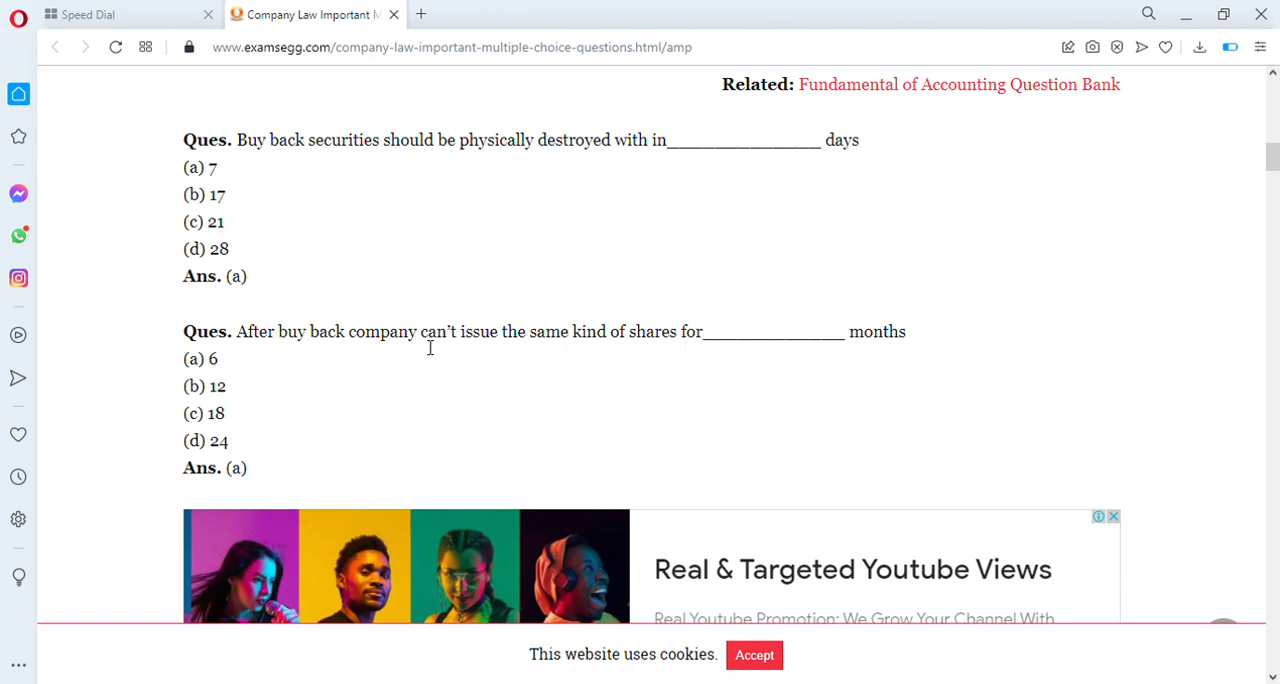 Speed Dial
Company Law Important M
www.examsegg.com/company-law-important-multiple-choice-questions.html/amp
Related: Fundamental of Accounting Question Bank
Ques. Buy back securities should be physically destroyed with in______________ days
(a) 7
(b) 17
(c) 21
(d) 28
Ans. (a)
Ques. After buy back company can't issue the same kind of shares for_____________ months
(a) 6
(b) 12
(c) 18
(d) 24
Ans. (a)
Real & Targeted Youtube Views
Real Youtube Promotion: We Grow Your Channel With
This website uses cookies.
Accept